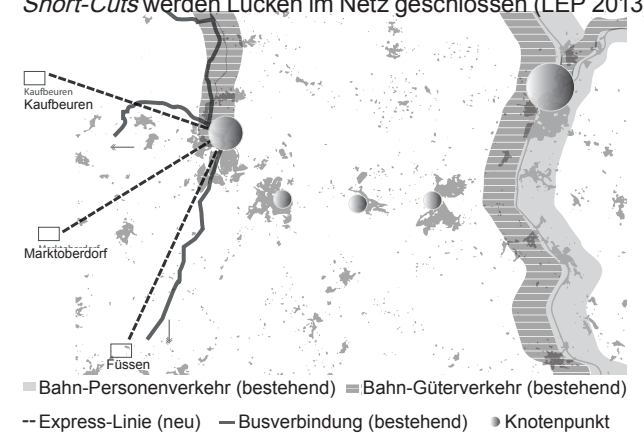 Short-Cuts werden Lücken im Netz geschlossen (LEP 2013
Kaufbeuren
Kaufbeuren
Marktoberdorf
Füssen
Bahn-Personenverkehr (bestehend) Bahn-Güterverkehr (bestehend)
Express-Linie (neu) Busverbindung (bestehend) Knotenpunkt